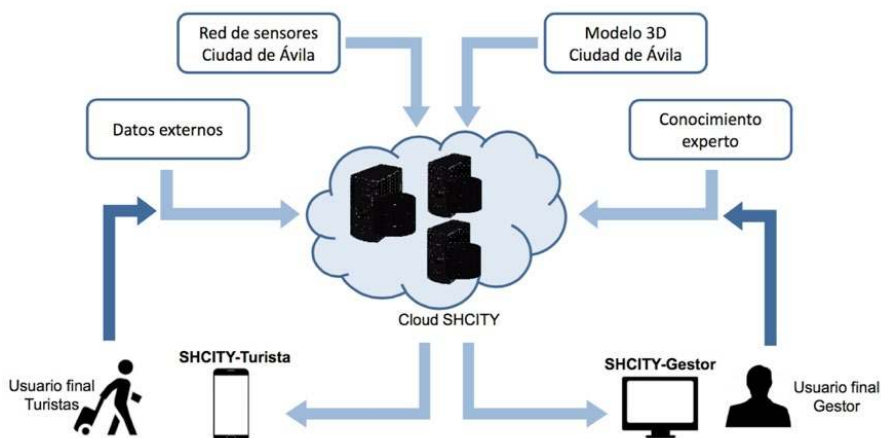 Red de sensores
Ciudad de Ávila
Modelo 3D
Ciudad de Ávila
Datos externos
Conocimiento
experto
Cloud SHCITY
SHCITY-Turista
SHCITY-Gestor
Usuario final
Turistas
Usuario final
Gestor